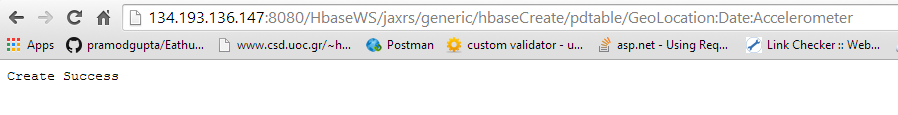 134.193.136.147:8080/HbaseWS/jaxrs/generic/hbaseCreate/pdtable/GeoLocation:Date:Accelerometer
Apps pramodgupta/Eathu... www.csd.uoc.gr/~h... Postman custom validator - u... asp.net - Using Req... Link Checker :: Web...
Create Success